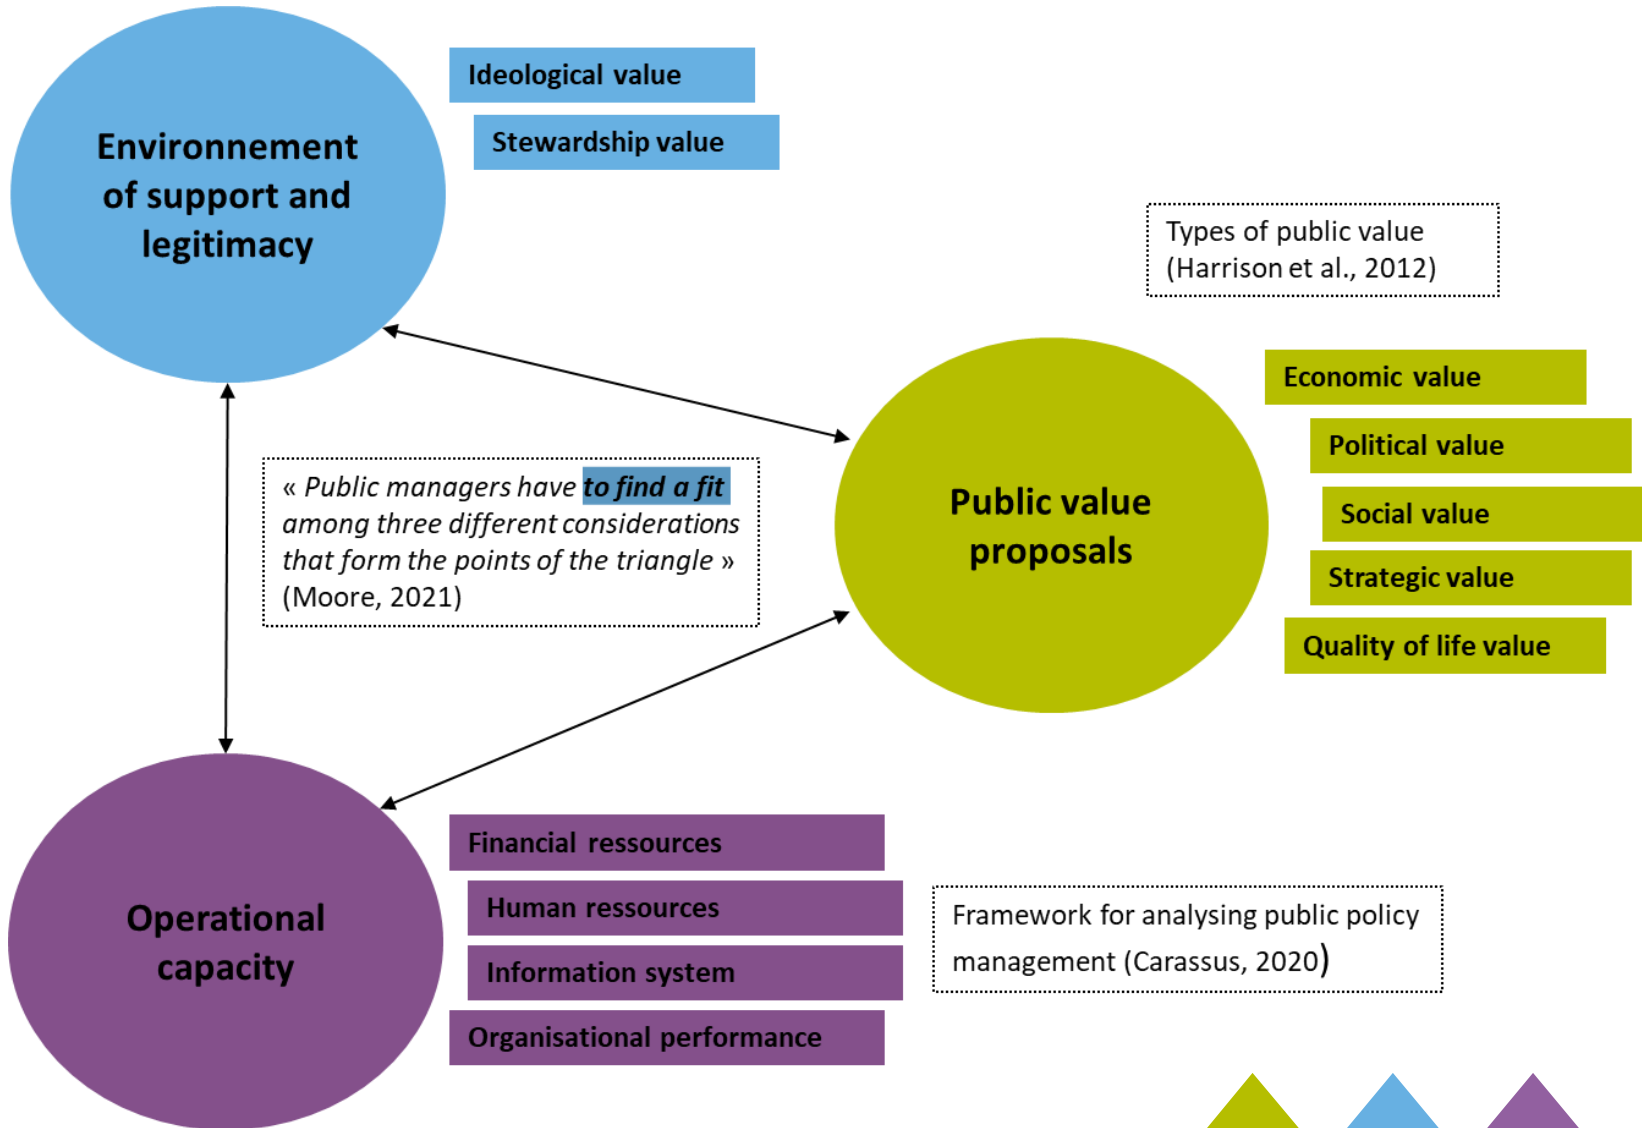 Environnement
of support and
legitimacy
Ideological value
Stewardship value
Types of public value
(Harrison et al., 2012)
Economic value
Political value
Social value
Strategic value
Quality of life value
Public value
proposals
« Public managers have to find a fit
among three different considerations
that form the points of the triangle »
(Moore, 2021)
Operational
capacity
Financial ressources
Human ressources
Information system
Organisational performance
Framework for analysing public policy
management (Carassus, 2020)